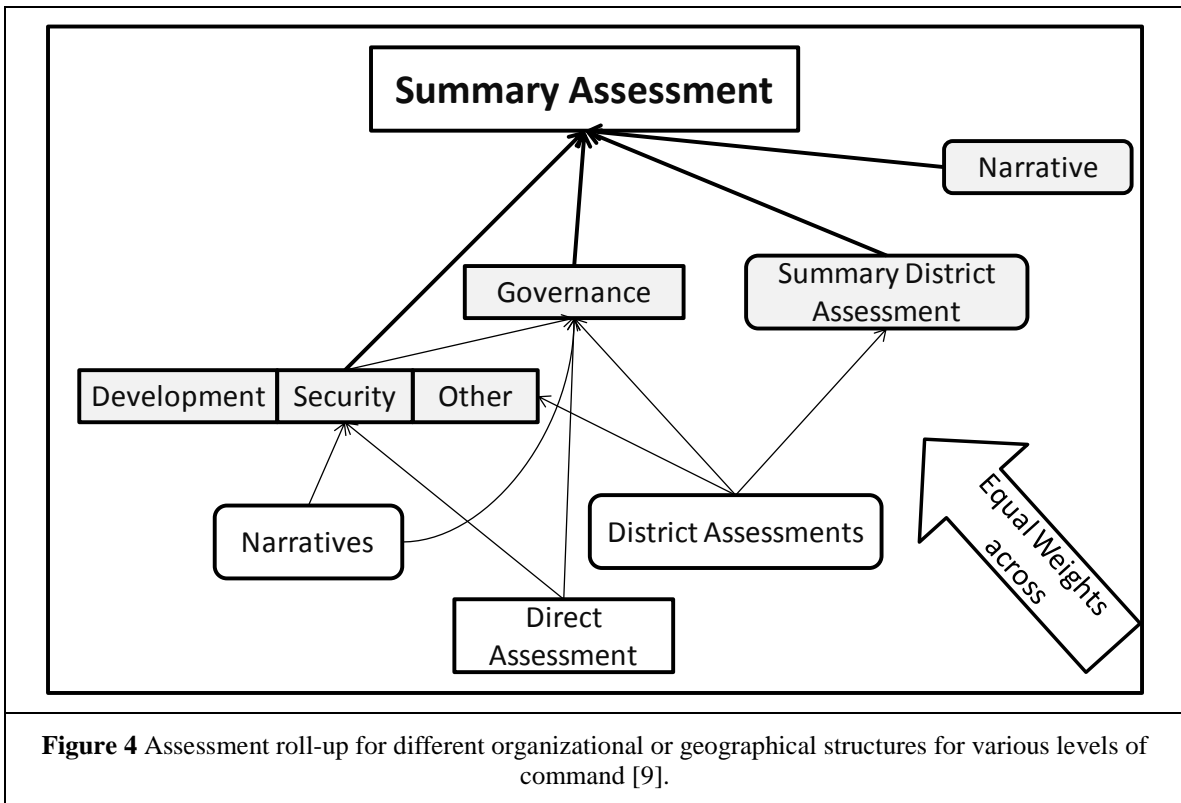 Summary Assessment
Narrative
Governance
Summary District
Assessment
Development Security Other
Narratives
District Assessments
Direct
Assessment
Equal Weights
across
Figure 4 Assessment roll-up for different organizational or geographical structures for various levels of
command [9].